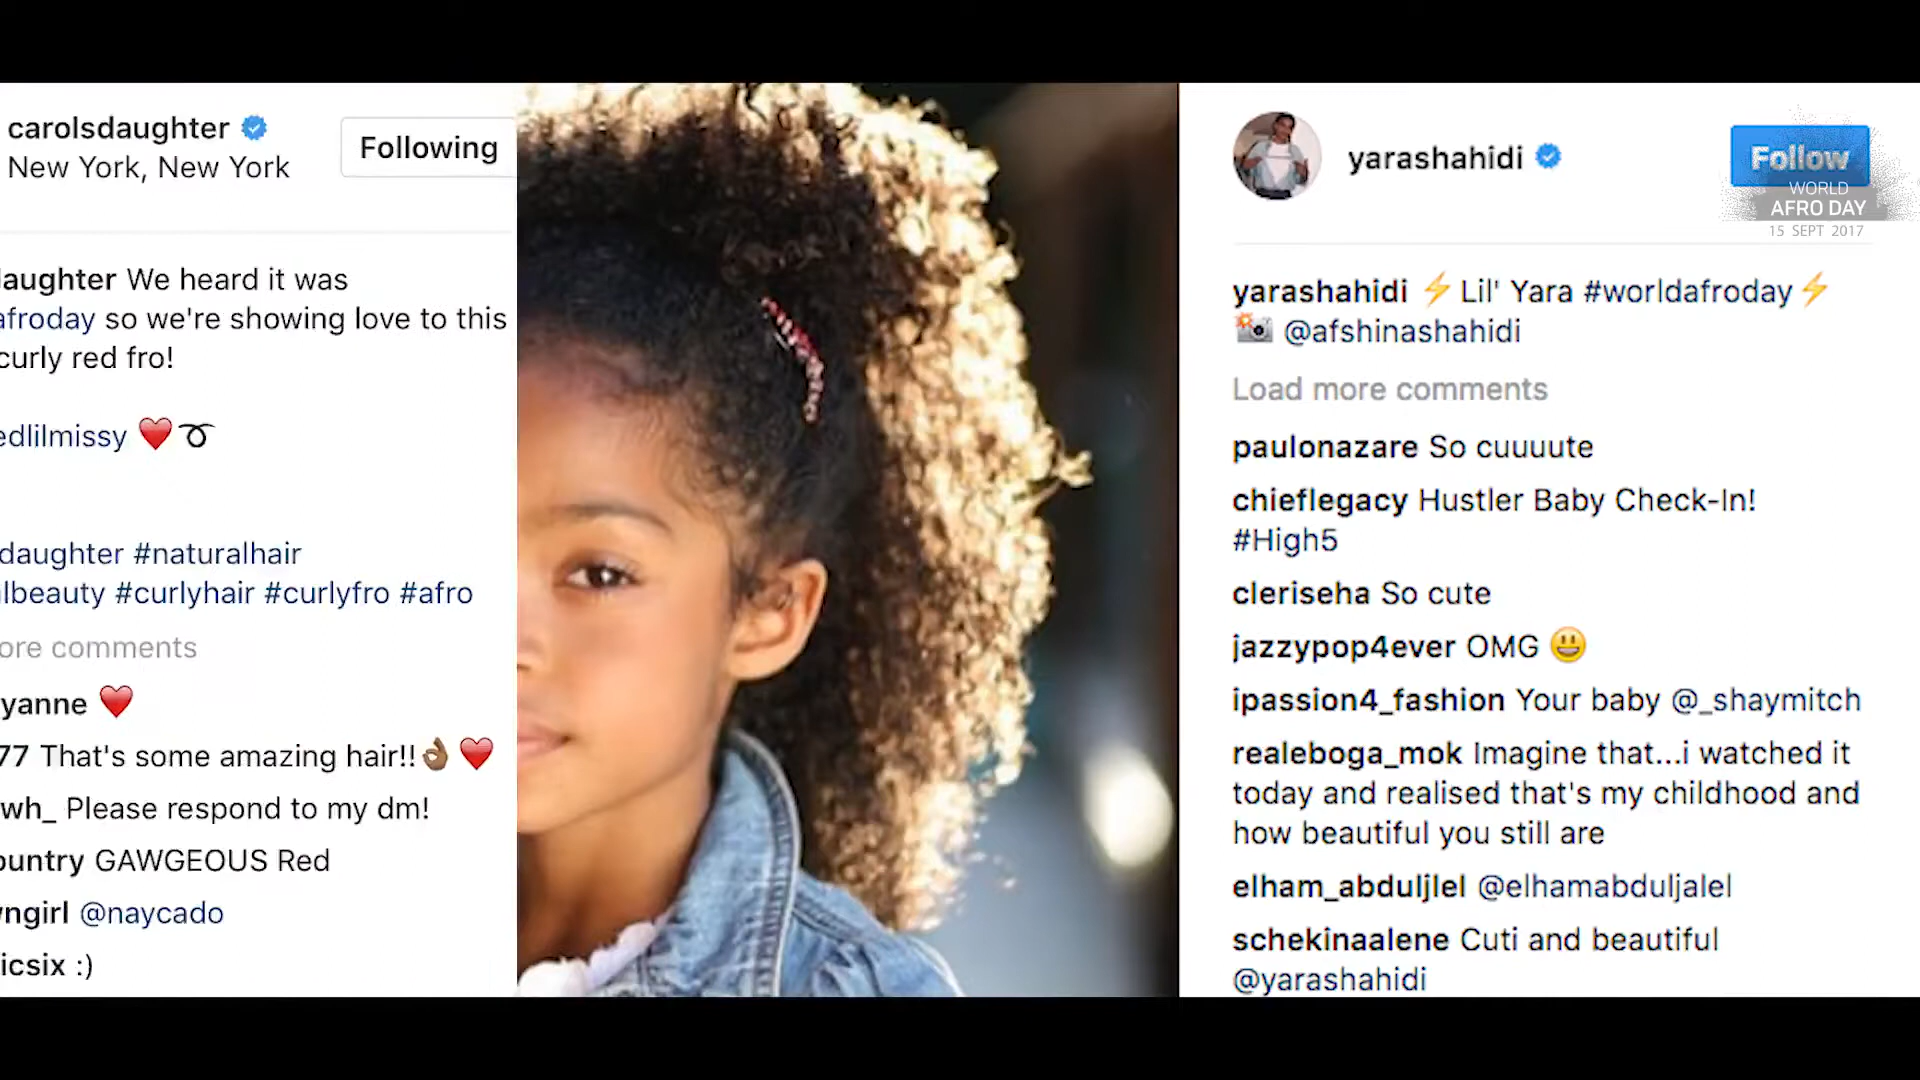 carolsdaughter
New York, New York
Following
aughter We heard it was
afroday so we're showing love to this
curly red fro!
edlilmissy ❤️➰
daughter #naturalhair
lbeauty #curlyhair #curlyfro #afro
ore comments
yanne ❤️
77 That's some amazing hair!!👌🏾❤️
wh_ Please respond to my dm!
ountry GAWGEOUS Red
ngirl @naycado
icsix :)
yarashahidi
Follow
WORLD
AFRO DAY
15 SEPT 2017
yarashahidi ⚡Lil' Yara #worldafroday⚡
📸 @afshinashahidi
Load more comments
paulonazare So cuuuute
chieflegacy Hustler Baby Check-In!
#High5
cleriseha So cute
jazzypop4ever OMG 😃
ipassion4_fashion Your baby @_shaymitch
realeboga_mok Imagine that...i watched it
today and realised that's my childhood and
how beautiful you still are
elham_abduljlel @elhamabduljalel
schekinaalene Cuti and beautiful
@yarashahidi